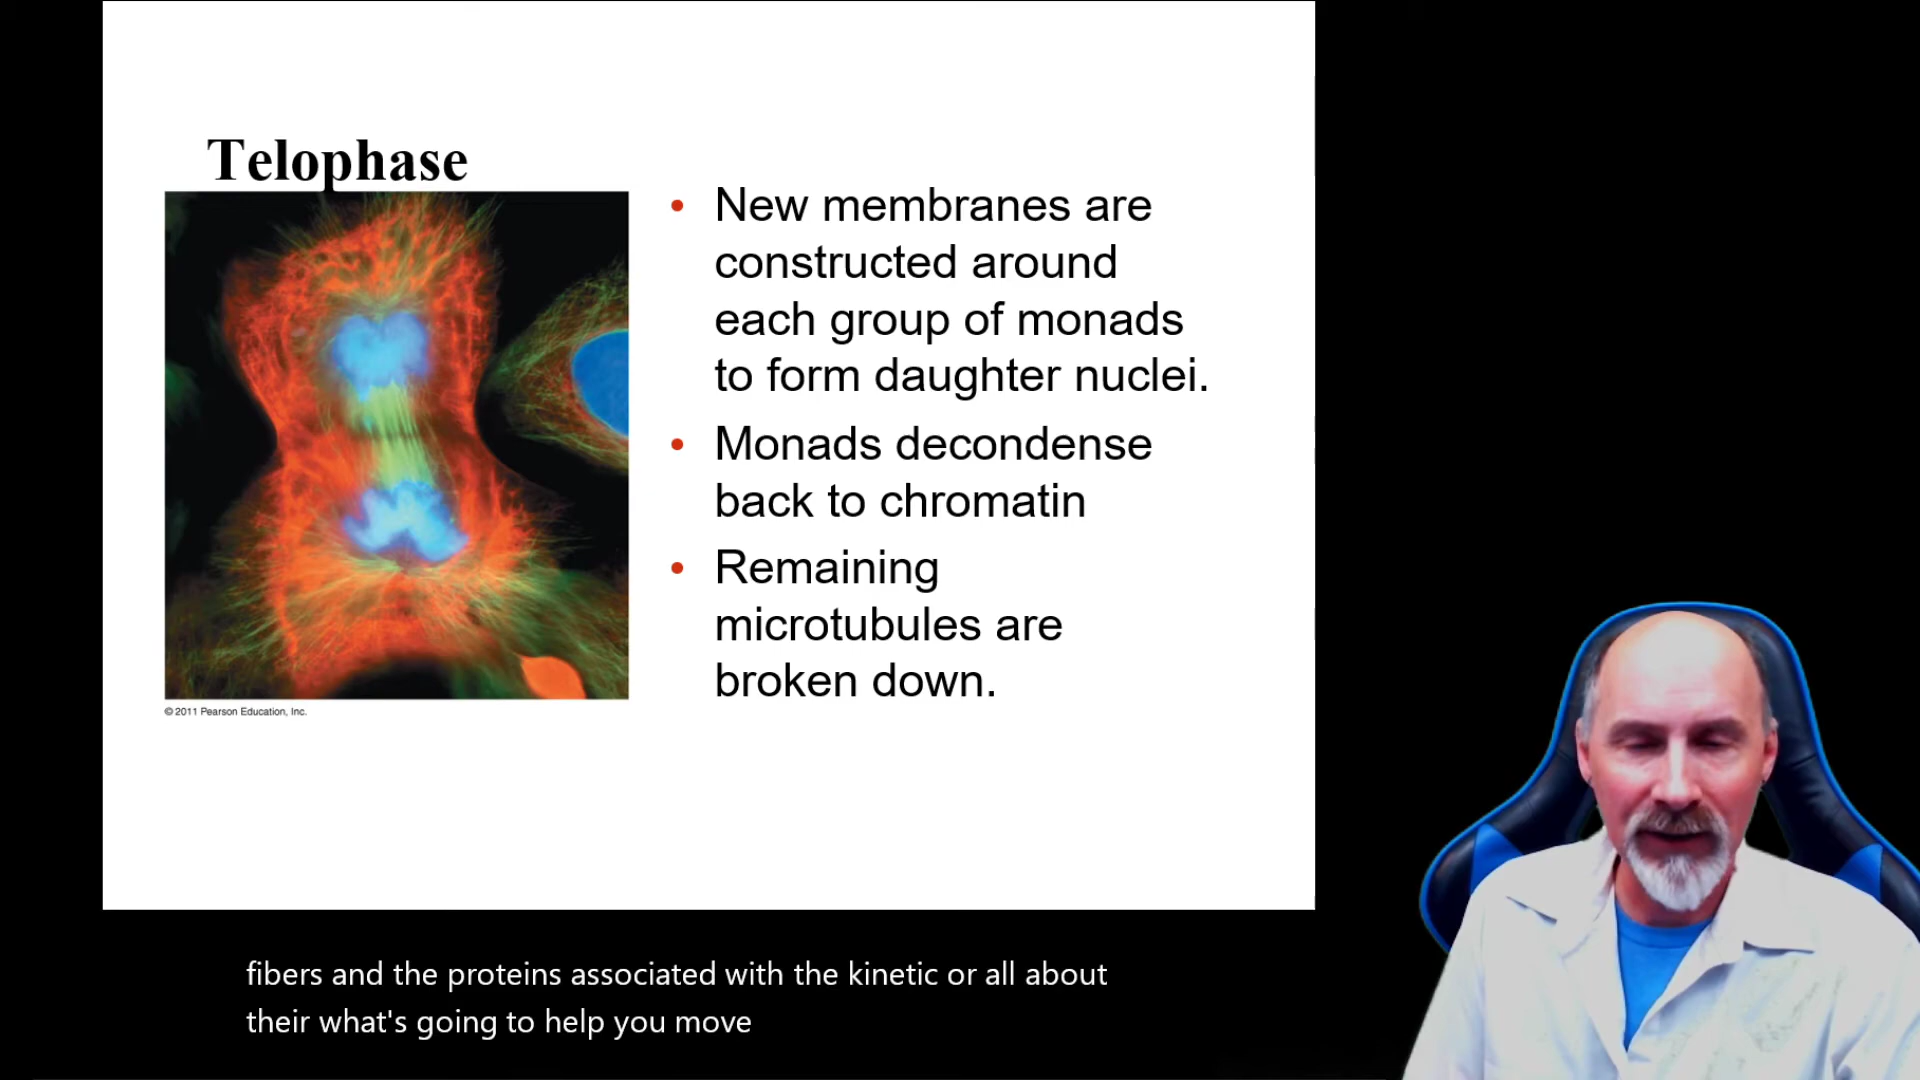 Telophase
• New membranes are
constructed around
each group of monads
to form daughter nuclei.
• Monads decondense
back to chromatin
• Remaining
microtubules are
broken down.
© 2011 Pearson Education, Inc.
fibers and the proteins associated with the kinetic or all about
their what's going to help you move